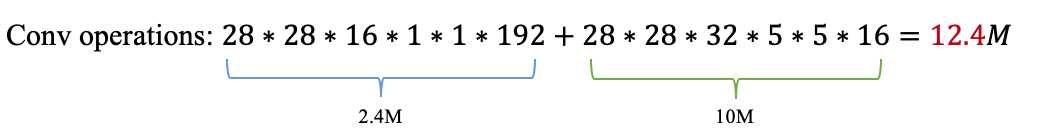 Conv operations: 28 ∗ 28 ∗ 16 ∗ 1 ∗ 1 ∗ 192 + 28 ∗ 28 ∗ 32 ∗ 5 ∗ 5 ∗ 16 = 12.4M
2.4M 10M